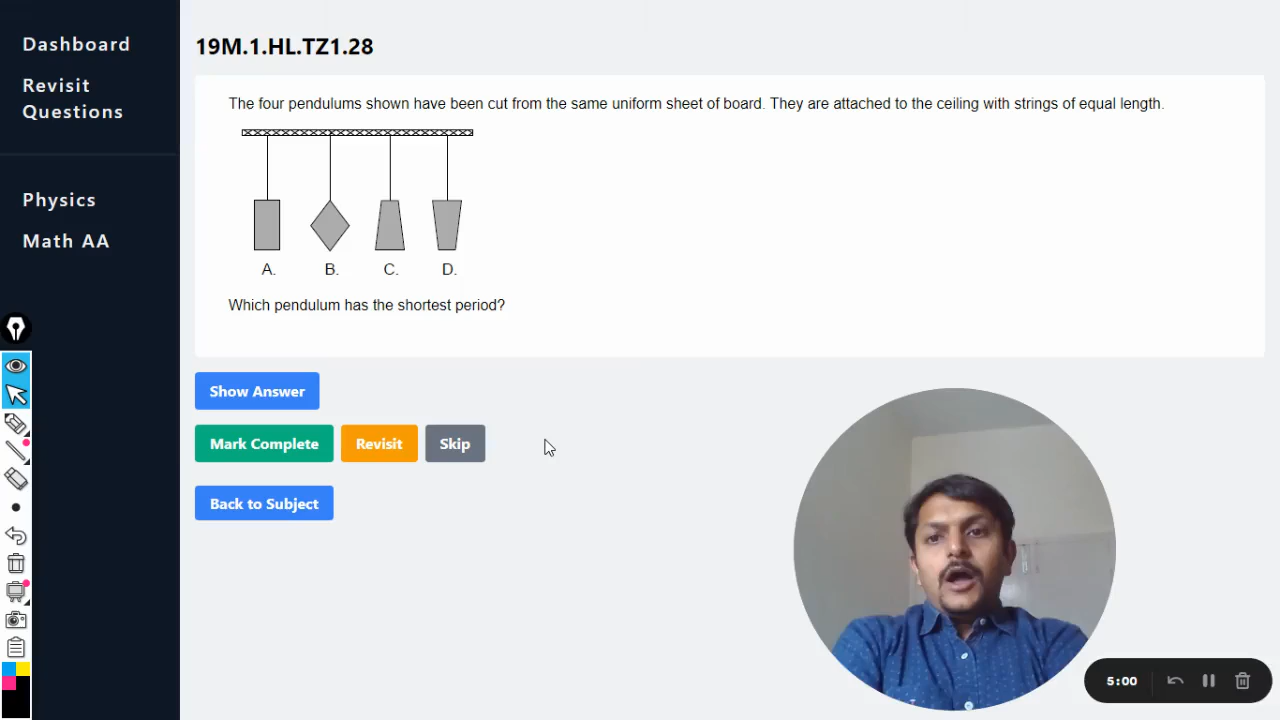 Dashboard
Revisit
Questions
Physics
Math AA
19M.1.HL.TZ1.28
The four pendulums shown have been cut from the same uniform sheet of board. They are attached to the ceiling with strings of equal length.
A. B. C. D.
Which pendulum has the shortest period?
Show Answer
Mark Complete Revisit Skip
Back to Subject
5:00